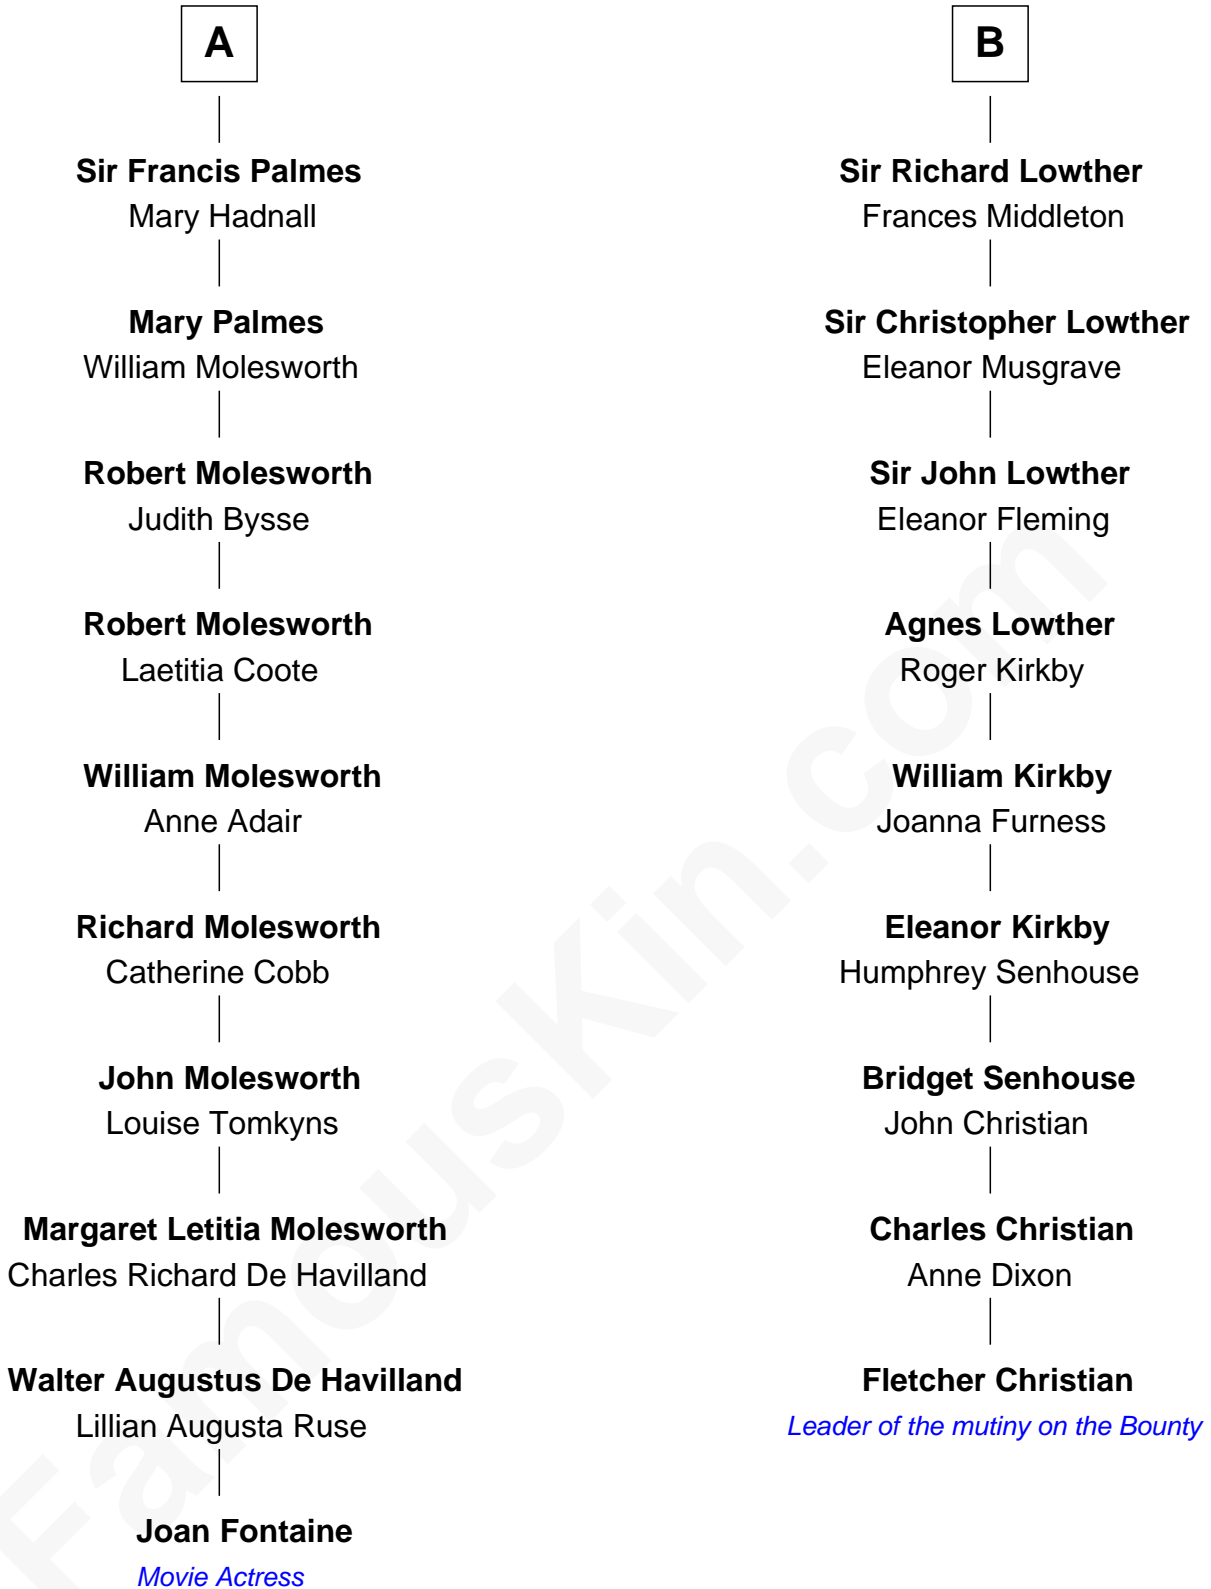 A
Sir Francis Palmes
Mary Hadnall
Mary Palmes
William Molesworth
Robert Molesworth
Judith Bysse
Robert Molesworth
Laetitia Coote
William Molesworth
Anne Adair
Richard Molesworth
Catherine Cobb
John Molesworth
Louise Tomkyns
Margaret Letitia Molesworth
Charles Richard De Havilland
Walter Augustus De Havilland
Lillian Augusta Ruse
Joan Fontaine
Movie Actress
B
Sir Richard Lowther
Frances Middleton
Sir Christopher Lowther
Eleanor Musgrave
Sir John Lowther
Eleanor Fleming
Agnes Lowther
Roger Kirkby
William Kirkby
Joanna Furness
Eleanor Kirkby
Humphrey Senhouse
Bridget Senhouse
John Christian
Charles Christian
Anne Dixon
Fletcher Christian
Leader of the mutiny on the Bounty
FamousKin.com